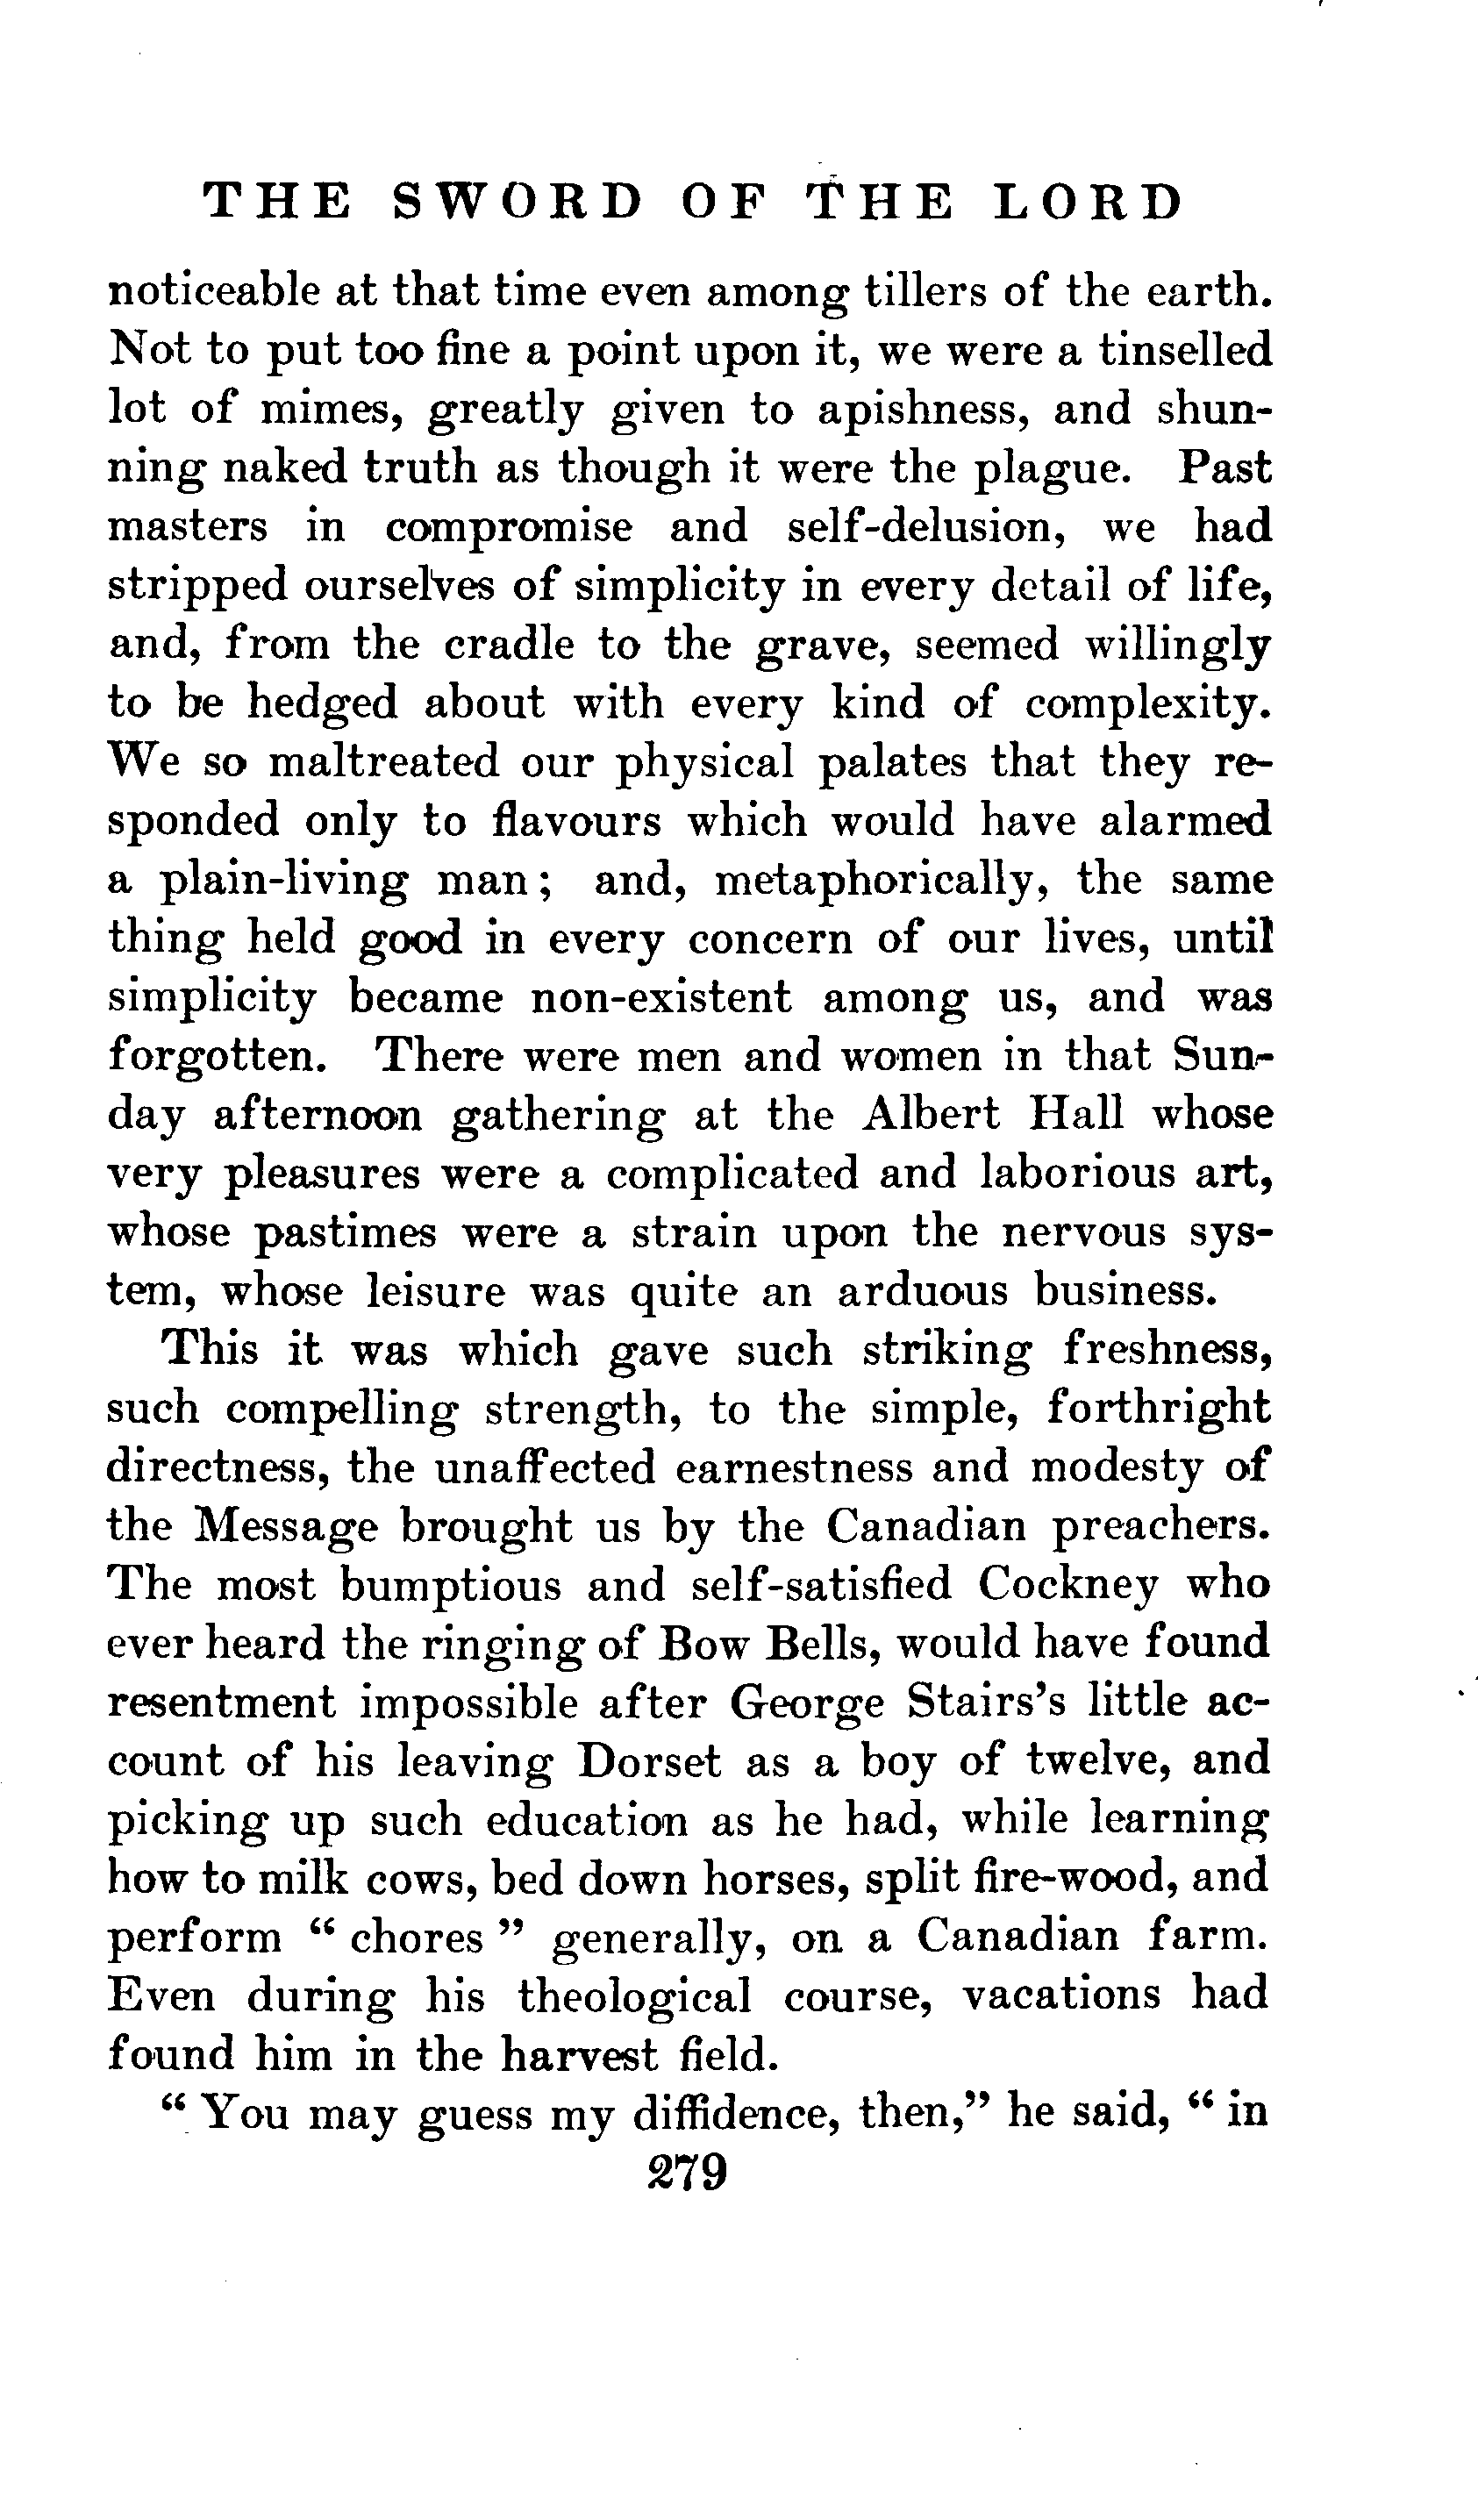 THE SWORD OF THE LORD
noticeable at that time even among tillers of the earth.
Not to put too fine a point upon it, we were a tinselled
lot of mimes, greatly given to apishness, and shun-
ning naked truth as though it were the plague. Past
masters in compromise and self-delusion, we had
stripped ourselves of simplicity in every detail of life,
and, from the cradle to the grave, seemed willingly
to be hedged about with every kind of complexity.
We so maltreated our physical palates that they re-
sponded only to flavours which would have alarmed
a plain-living man; and, metaphorically, the same
thing held good in every concern of our lives, until
simplicity became non-existent among us, and was
forgotten. There were men and women in that Sun-
day afternoon gathering at the Albert Hall whose
very pleasures were a complicated and laborious art,
whose pastimes were a strain upon the nervous sys-
tem, whose leisure was quite an arduous business.
This it was which gave such striking freshness,
such compelling strength, to the simple, forthright
directness, the unaffected earnestness and modesty of
the Message brought us by the Canadian preachers.
The most bumptious and self-satisfied Cockney who
ever heard the ringing of Bow Bells, would have found
resentment impossible after George Stairs's little ac-
count of his leaving Dorset as a boy of twelve, and
picking up such education as he had, while learning
how to milk cows, bed down horses, split fire-wood, and
perform " chores " generally, on a Canadian farm.
Even during his theological course, vacations had
found him in the harvest field.
" You may guess my diffidence, then," he said, " in
279